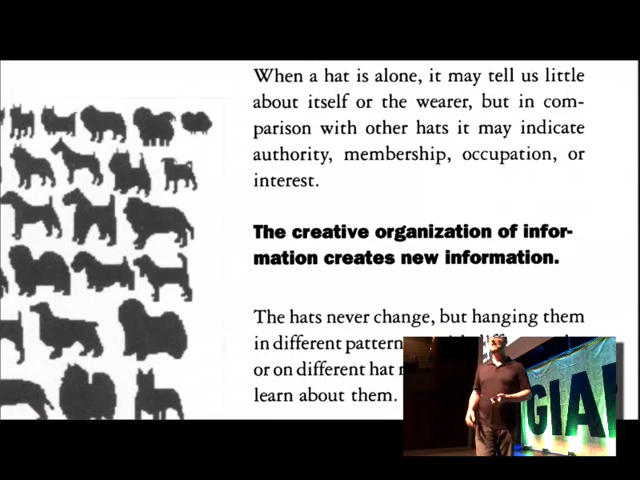 When a hat is alone, it may tell us little
about itself or the wearer, but in com-
parison with other hats it may indicate
authority, membership, occupation, or
interest.
The creative organization of infor-
mation creates new information.
The hats never change, but hanging them
in different pattern
or on different hat
learn about them.
GIA